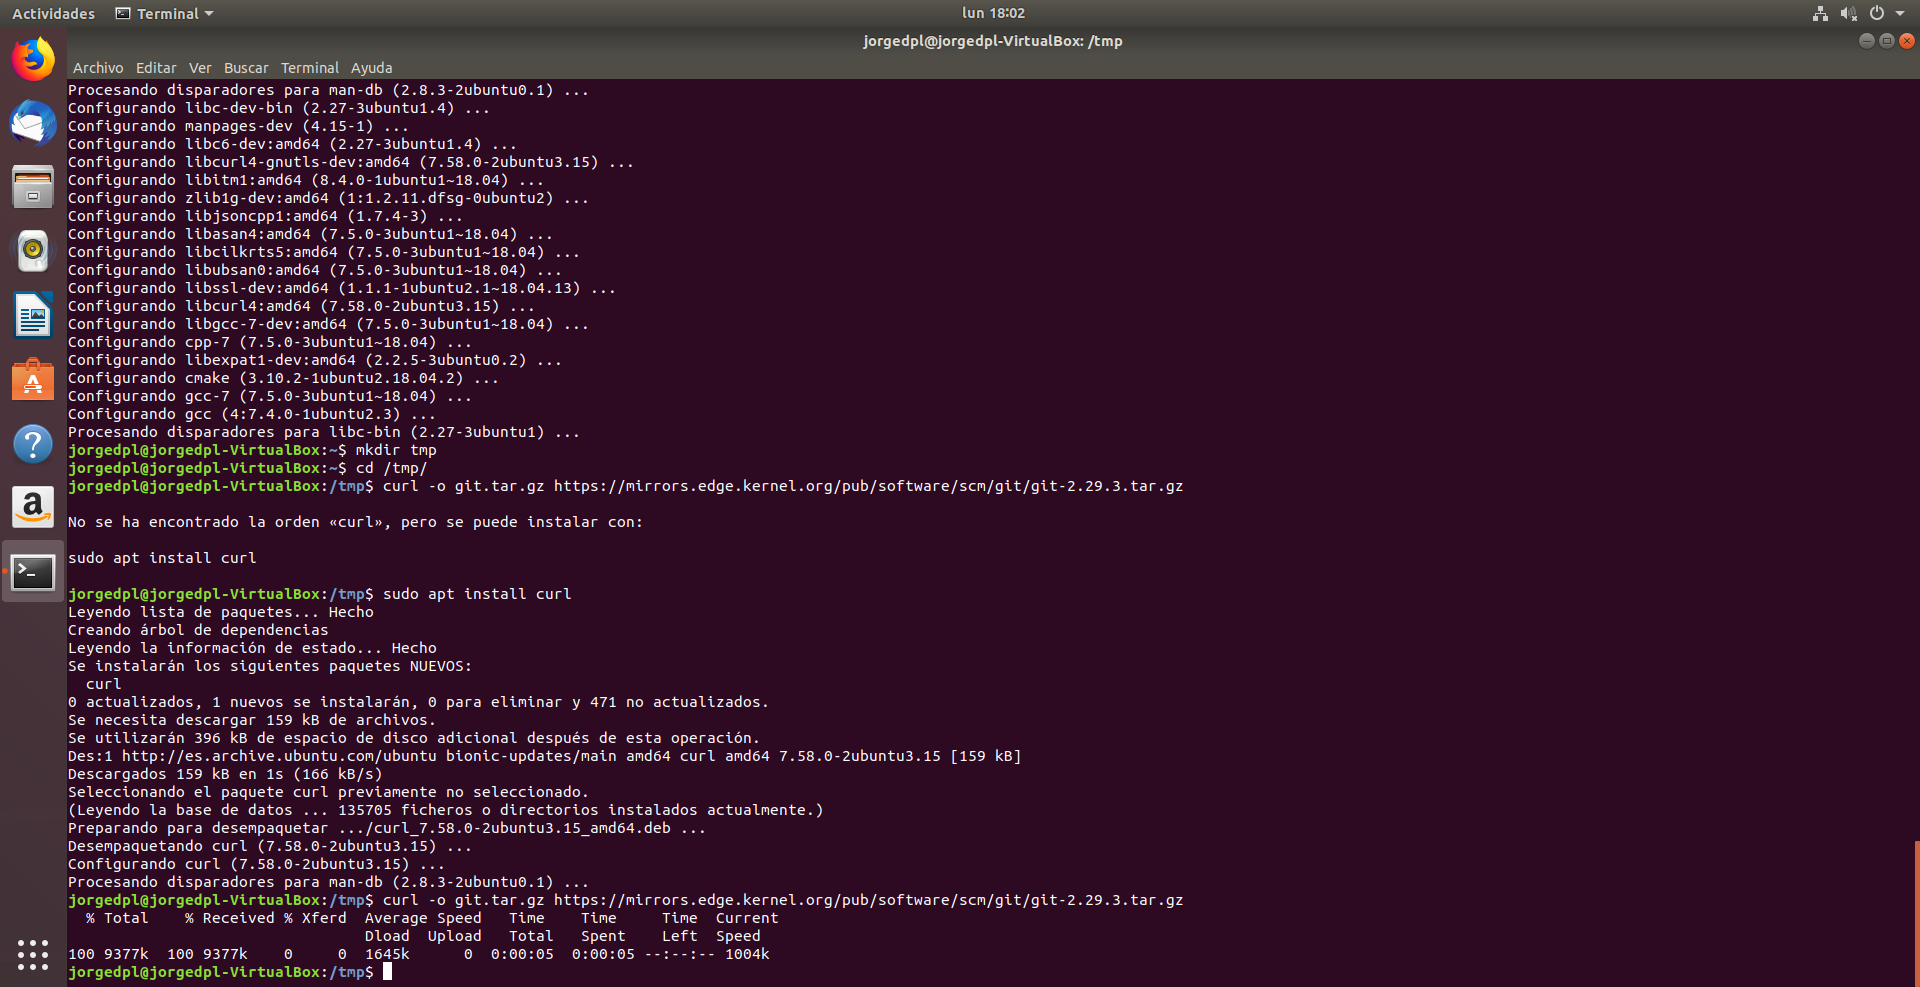 Actividades
Terminal
lun 18:02
jorgedpl@jorgedpl-VirtualBox: /tmp
Archivo Editar Ver Buscar Terminal Ayuda
Procesando disparadores para man-db (2.8.3-2ubuntu0.1) ...
Configurando libc-dev-bin (2.27-3ubuntu1.4) ...
Configurando manpages-dev (4.15-1) ...
Configurando libc6-dev:amd64 (2.27-3ubuntu1.4) ...
Configurando libcurl4-gnutls-dev:amd64 (7.58.0-2ubuntu3.15) ...
Configurando libitm1:amd64 (8.4.0-1ubuntu1~18.04) ...
Configurando zlib1g-dev:amd64 (1:1.2.11.dfsg-0ubuntu2) ...
Configurando libjsoncpp1:amd64 (1.7.4-3) ...
Configurando libasan4:amd64 (7.5.0-3ubuntu1~18.04) ...
Configurando libcilkrts5:amd64 (7.5.0-3ubuntu1~18.04) ...
Configurando libubsan0:amd64 (7.5.0-3ubuntu1~18.04) ...
Configurando libssl-dev:amd64 (1.1.1-1ubuntu2.1~18.04.13) ...
Configurando libcurl4:amd64 (7.58.0-2ubuntu3.15) ...
Configurando libgcc-7-dev:amd64 (7.5.0-3ubuntu1~18.04) ...
Configurando cpp-7 (7.5.0-3ubuntu1~18.04) ...
Configurando libexpat1-dev:amd64 (2.2.5-3ubuntu0.2) ...
Configurando cmake (3.10.2-1ubuntu2.18.04.2) ...
Configurando gcc-7 (7.5.0-3ubuntu1~18.04) ...
Configurando gcc (4:7.4.0-1ubuntu2.3) ...
Procesando disparadores para libc-bin (2.27-3ubuntu1) ...
jorgedpl@jorgedpl-VirtualBox:~$ mkdir tmp
jorgedpl@jorgedpl-VirtualBox:~$ cd /tmp/
jorgedpl@jorgedpl-VirtualBox:/tmp$ curl -o git.tar.gz https://mirrors.edge.kernel.org/pub/software/scm/git/git-2.29.3.tar.gz
No se ha encontrado la orden «curl», pero se puede instalar con:
sudo apt install curl
jorgedpl@jorgedpl-VirtualBox:/tmp$ sudo apt install curl
Leyendo lista de paquetes... Hecho
Creando árbol de dependencias
Leyendo la información de estado... Hecho
Se instalarán los siguientes paquetes NUEVOS:
curl
0 actualizados, 1 nuevos se instalarán, 0 para eliminar y 471 no actualizados.
Se necesita descargar 159 kB de archivos.
Se utilizarán 396 kB de espacio de disco adicional después de esta operación.
Des:1 http://es.archive.ubuntu.com/ubuntu bionic-updates/main amd64 curl amd64 7.58.0-2ubuntu3.15 [159 kB]
Descargados 159 kB en 1s (166 kB/s)
Seleccionando el paquete curl previamente no seleccionado.
(Leyendo la base de datos ... 135705 ficheros o directorios instalados actualmente.)
Preparando para desempaquetar .../curl_7.58.0-2ubuntu3.15_amd64.deb ...
Desempaquetando curl (7.58.0-2ubuntu3.15) ...
Configurando curl (7.58.0-2ubuntu3.15) ...
Procesando disparadores para man-db (2.8.3-2ubuntu0.1) ...
jorgedpl@jorgedpl-VirtualBox:/tmp$ curl -o git.tar.gz https://mirrors.edge.kernel.org/pub/software/scm/git/git-2.29.3.tar.gz
% Total % Received % Xferd Average Speed Time Time Time Current
Dload Upload Total Spent Left Speed
100 9377k 100 9377k 0 0 1645k 0 0:00:05 0:00:05 --:--:-- 1004k
jorgedpl@jorgedpl-VirtualBox:/tmp$